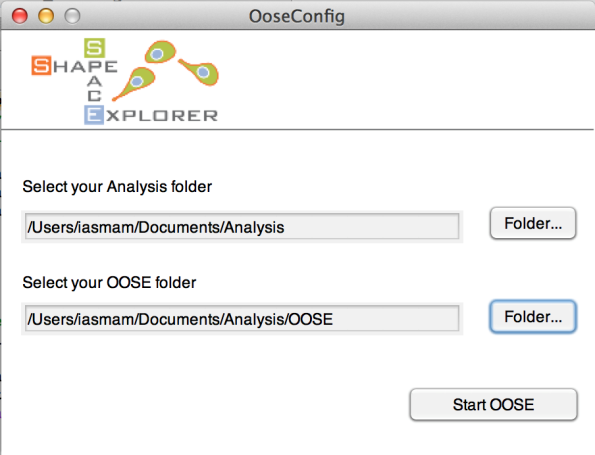 OoseConfig
SHAPE
SPACE
EXPLORER
Select your Analysis folder
/Users/iasmam/Documents/Analysis
Folder...
Select your OOSE folder
/Users/iasmam/Documents/Analysis/OOSE
Folder...
Start OOSE